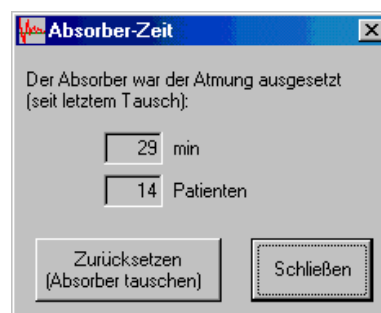 Absorber-Zeit
Der Absorber war der Atmung ausgesetzt
(seit letztem Tausch):
29 min
14 Patienten
Zurücksetzen
(Absorber tauschen)
Schließen